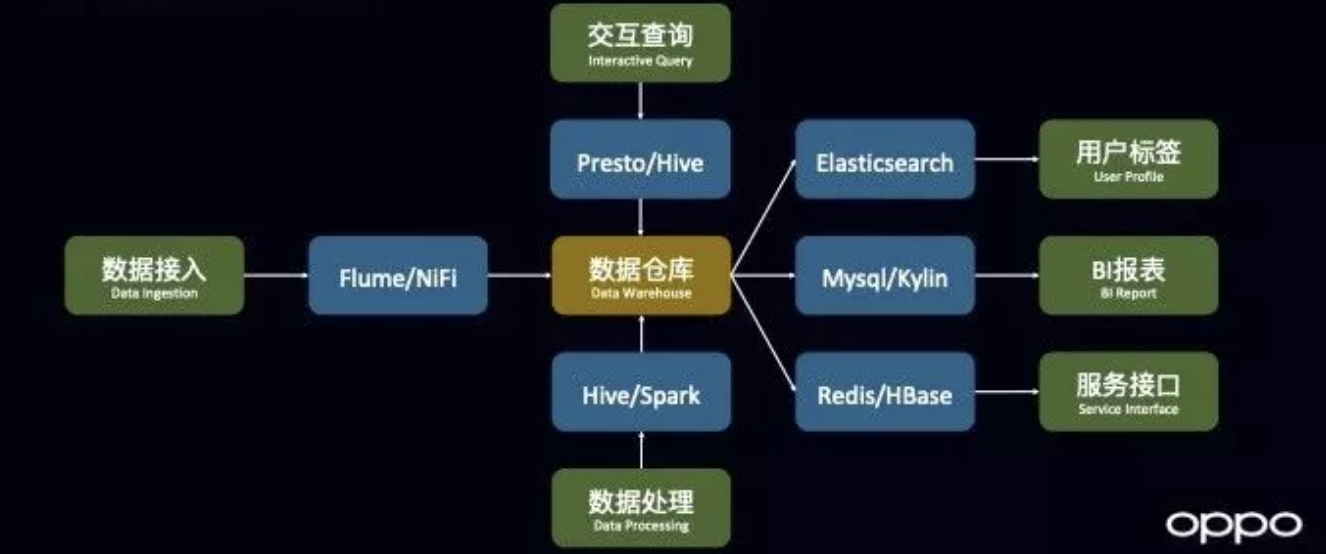 交互查询
Interactive Query
Presto/Hive
Elasticsearch
用户标签
User Profile
数据接入
Data Ingestion
Flume/NiFi
数据仓库
Data Warehouse
Mysql/Kylin
BI报表
BI Report
Hive/Spark
Redis/HBase
服务接口
Service Interface
数据处理
Data Processing
oppo